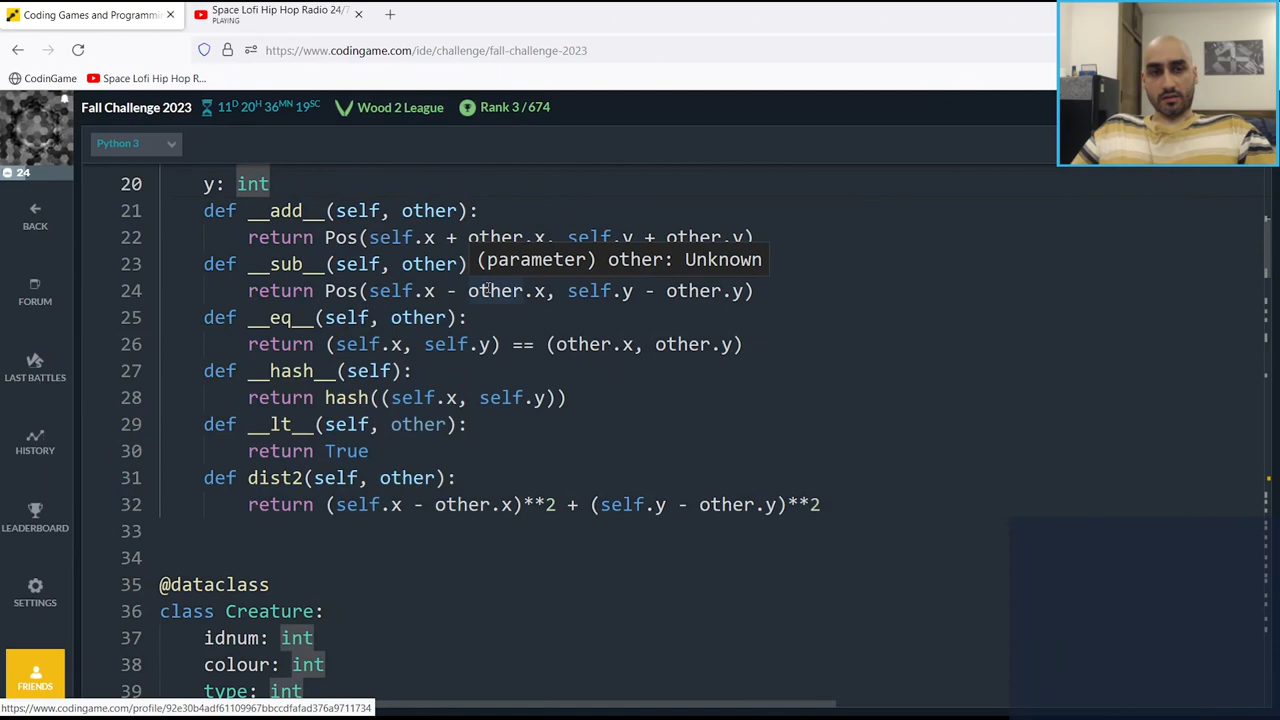 Coding Games and Programmi
Space Lofi Hip Hop Radio 24/7
PLAYING
https://www.codingame.com/ide/challenge/fall-challenge-2023
CodinGame
Space Lofi Hip Hop R...
Fall Challenge 2023
11D 20H 36MN 19SC
Wood 2 League
Rank 3 / 674
Python 3
24
BACK
FORUM
LAST BATTLES
HISTORY
LEADERBOARD
SETTINGS
FRIENDS
20 y: int
21 def __add__(self, other):
22 return Pos(self.x + other.x, self.y + other.y)
23 def __sub__(self, other)
(parameter) other: Unknown
24 return Pos(self.x - other.x, self.y - other.y)
25 def __eq__(self, other):
26 return (self.x, self.y) == (other.x, other.y)
27 def __hash__(self):
28 return hash((self.x, self.y))
29 def __lt__(self, other):
30 return True
31 def dist2(self, other):
32 return (self.x - other.x)**2 + (self.y - other.y)**2
33
34
35 @dataclass
36 class Creature:
37 idnum: int
38 colour: int
39 type: int
https://www.codingame.com/profile/92e30b4adf61109967bbccdfafad376a9711734